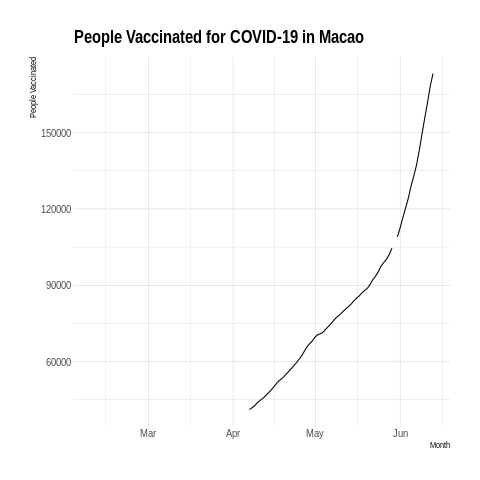 People Vaccinated for COVID-19 in Macao
People Vaccinated
150000
120000
90000
60000
Mar Apr May Jun
Month